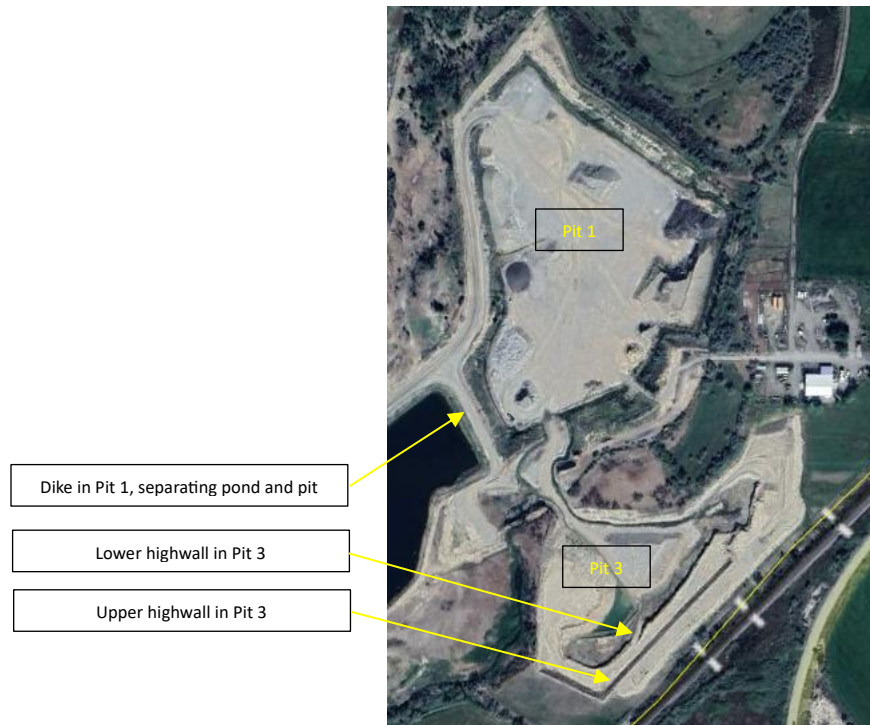 Pit 1
Dike in Pit 1, separating pond and pit
Lower highwall in Pit 3
Pit 3
Upper highwall in Pit 3